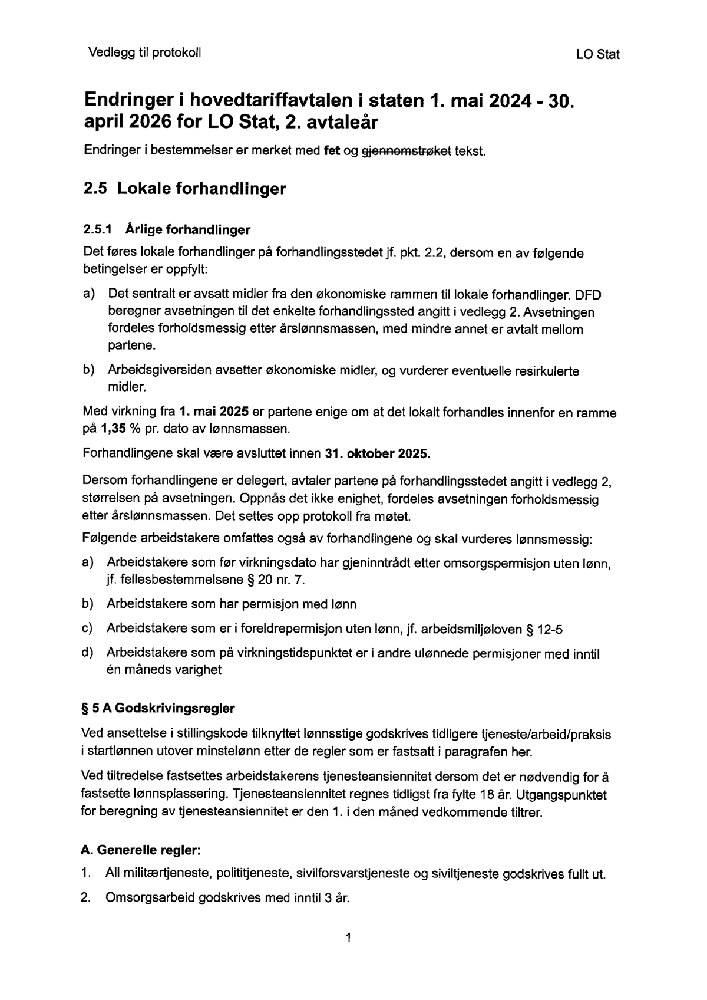 Vedlegg til protokoll
LO Stat
Endringer i hovedtariffavtalen i staten 1. mai 2024 - 30.
april 2026 for LO Stat, 2. avtaleår
Endringer i bestemmelser er merket med fet og gjennomstrøket tekst.
2.5 Lokale forhandlinger
2.5.1 Årlige forhandlinger
Det føres lokale forhandlinger på forhandlingsstedet jf. pkt. 2.2, dersom en av følgende
betingelser er oppfylt:
a) Det sentralt er avsatt midler fra den økonomiske rammen til lokale forhandlinger. DFD
beregner avsetningen til det enkelte forhandlingssted angitt i vedlegg 2. Avsetningen
fordeles forholdsmessig etter årslønnsmassen, med mindre annet er avtalt mellom
partene.
b) Arbeidsgiversiden avsetter økonomiske midler, og vurderer eventuelle resirkulerte
midler.
Med virkning fra 1. mai 2025 er partene enige om at det lokalt forhandles innenfor en ramme
på 1,35 % pr. dato av lønnsmassen.
Forhandlingene skal være avsluttet innen 31. oktober 2025.
Dersom forhandlingene er delegert, avtaler partene på forhandlingsstedet angitt i vedlegg 2,
størrelsen på avsetningen. Oppnås det ikke enighet, fordeles avsetningen forholdsmessig
etter årslønnsmassen. Det settes opp protokoll fra møtet.
Følgende arbeidstakere omfattes også av forhandlingene og skal vurderes lønnsmessig:
a) Arbeidstakere som før virkningsdato har gjeninntrådt etter omsorgspermisjon uten lønn,
jf. fellesbestemmelsene § 20 nr. 7.
b) Arbeidstakere som har permisjon med lønn
c) Arbeidstakere som er i foreldrepermisjon uten lønn, jf. arbeidsmiljøloven § 12-5
d) Arbeidstakere som på virkningstidspunktet er i andre ulønnede permisjoner med inntil
én måneds varighet
§ 5 A Godskrivingsregler
Ved ansettelse i stillingskode tilknyttet lønnsstige godskrives tidligere tjeneste/arbeid/praksis
i startlønnen utover minstelønn etter de regler som er fastsatt i paragrafen her.
Ved tiltredelse fastsettes arbeidstakerens tjenesteansiennitet dersom det er nødvendig for å
fastsette lønnsplassering. Tjenesteansiennitet regnes tidligst fra fylte 18 år. Utgangspunktet
for beregning av tjenesteansiennitet er den 1. i den måned vedkommende tiltrer.
A. Generelle regler:
1. All militærtjeneste, polititjeneste, sivilforsvarstjeneste og siviltjeneste godskrives fullt ut.
2. Omsorgsarbeid godskrives med inntil 3 år.
1